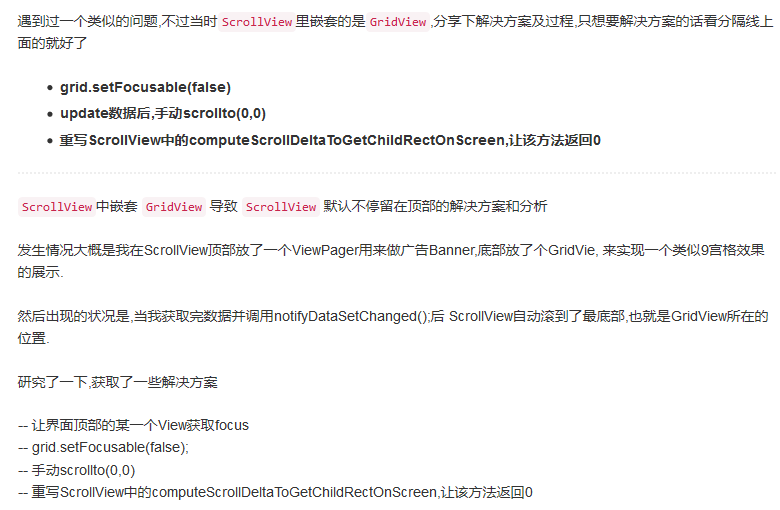 遇到过一个类似的问题,不过当时 ScrollView 里嵌套的是 GridView ,分享下解决方案及过程,只想要解决方案的话看分隔线上
面的就好了
• grid.setFocusable(false)
• update数据后,手动scrollto(0,0)
• 重写ScrollView中的computeScrollDeltaToGetChildRectOnScreen,让该方法返回0
ScrollView 中嵌套 GridView 导致 ScrollView 默认不停留在顶部的解决方案和分析
发生情况大概是我在ScrollView顶部放了一个ViewPager用来做广告Banner,底部放了个GridVie, 来实现一个类似9宫格效果
的展示.
然后出现的状况是,当我获取完数据并调用notifyDataSetChanged();后 ScrollView自动滚到了最底部,也就是GridView所在的
位置.
研究了一下,获取了一些解决方案
-- 让界面顶部的某一个View获取focus
-- grid.setFocusable(false);
-- 手动scrollto(0,0)
-- 重写ScrollView中的computeScrollDeltaToGetChildRectOnScreen,让该方法返回0